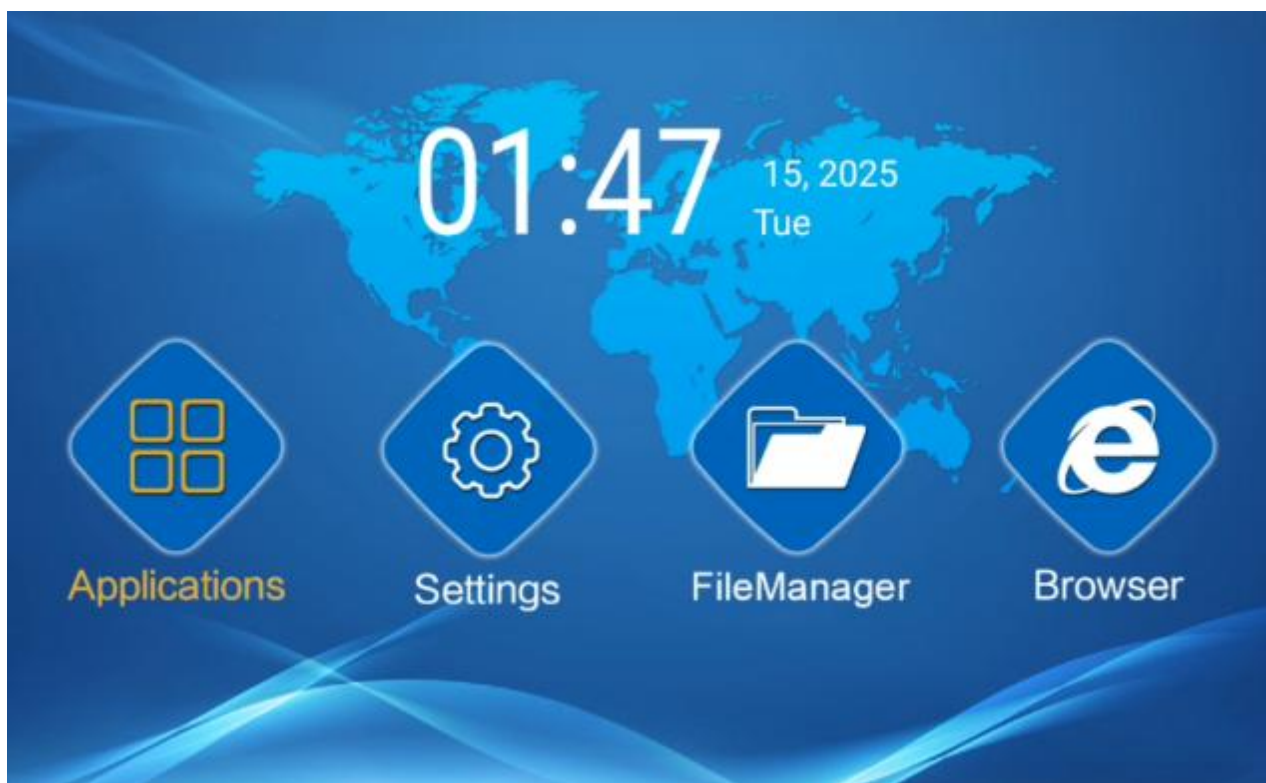 01:47
15, 2025
Tue
Applications
Settings
FileManager
Browser